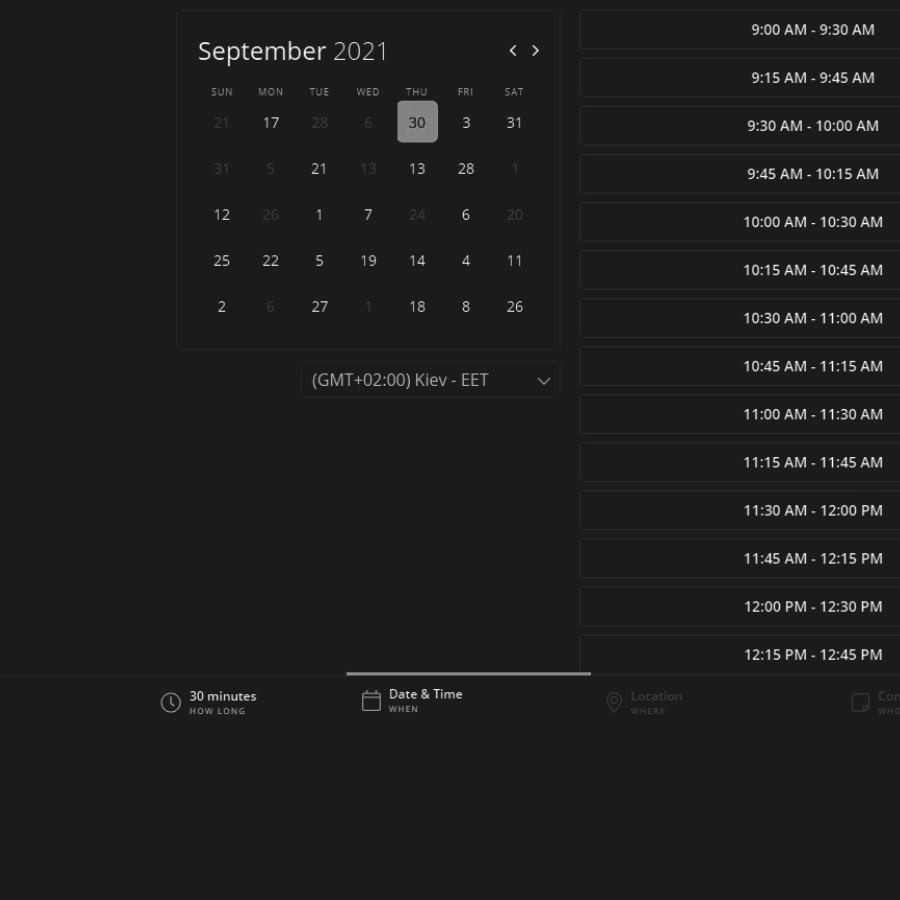 September 2021
SUN MON TUE WED THU FRI SAT
21 17 28 6 30 3 31
31 5 21 13 13 28 1
12 26 1 7 24 6 20
25 22 5 19 14 4 11
2 6 27 1 18 8 26
(GMT+02:00) Kiev - EET
9:00 AM - 9:30 AM
9:15 AM - 9:45 AM
9:30 AM - 10:00 AM
9:45 AM - 10:15 AM
10:00 AM - 10:30 AM
10:15 AM - 10:45 AM
10:30 AM - 11:00 AM
10:45 AM - 11:15 AM
11:00 AM - 11:30 AM
11:15 AM - 11:45 AM
11:30 AM - 12:00 PM
11:45 AM - 12:15 PM
12:00 PM - 12:30 PM
12:15 PM - 12:45 PM
30 minutes
HOW LONG
Date & Time
WHEN
Location
WHERE